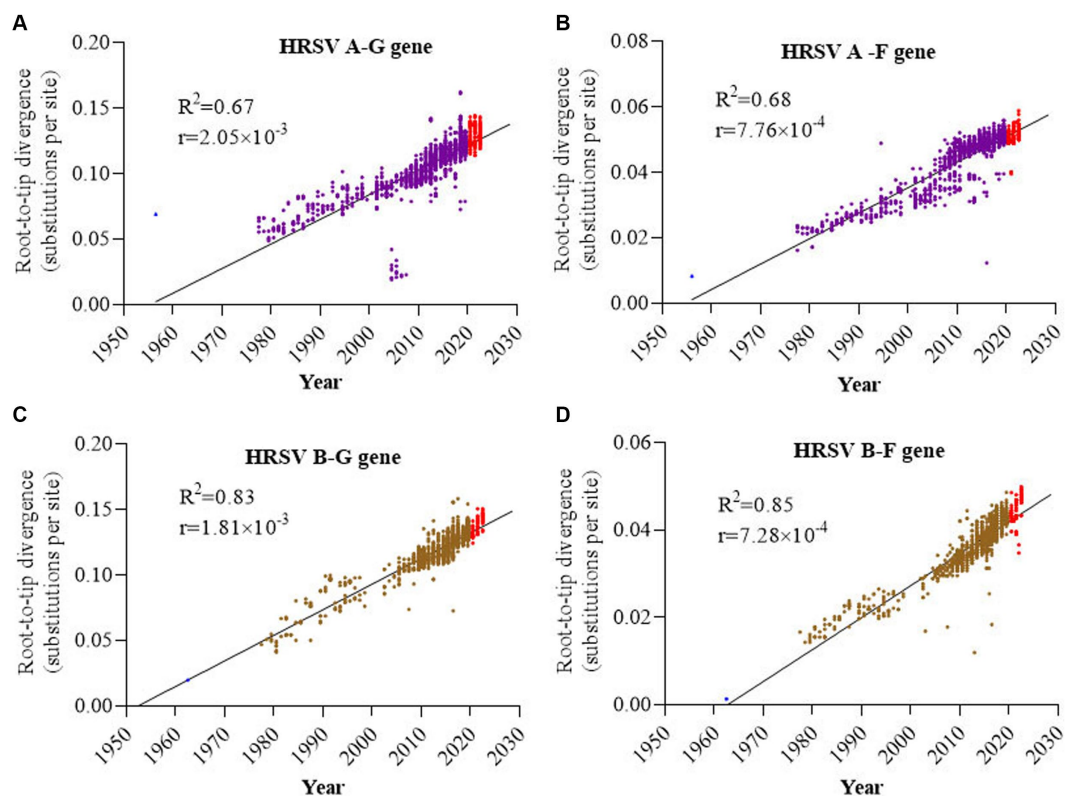 A
HRSV A-G gene
R²=0.67
r=2.05×10⁻³
Root-to-tip divergence
(substitutions per site)
0.20
0.15
0.10
0.05
0.00
1950 1960 1970 1980 1990 2000 2010 2020 2030
Year
B
HRSV A -F gene
R²=0.68
r=7.76×10⁻⁴
Root-to-tip divergence
(substitutions per site)
0.08
0.06
0.04
0.02
0.00
1950 1960 1970 1980 1990 2000 2010 2020 2030
Year
C
HRSV B-G gene
R²=0.83
r=1.81×10⁻³
Root-to-tip divergence
(substitutions per site)
0.20
0.15
0.10
0.05
0.00
1950 1960 1970 1980 1990 2000 2010 2020 2030
Year
D
HRSV B-F gene
R²=0.85
r=7.28×10⁻⁴
Root-to-tip divergence
(substitutions per site)
0.06
0.04
0.02
0.00
1950 1960 1970 1980 1990 2000 2010 2020 2030
Year